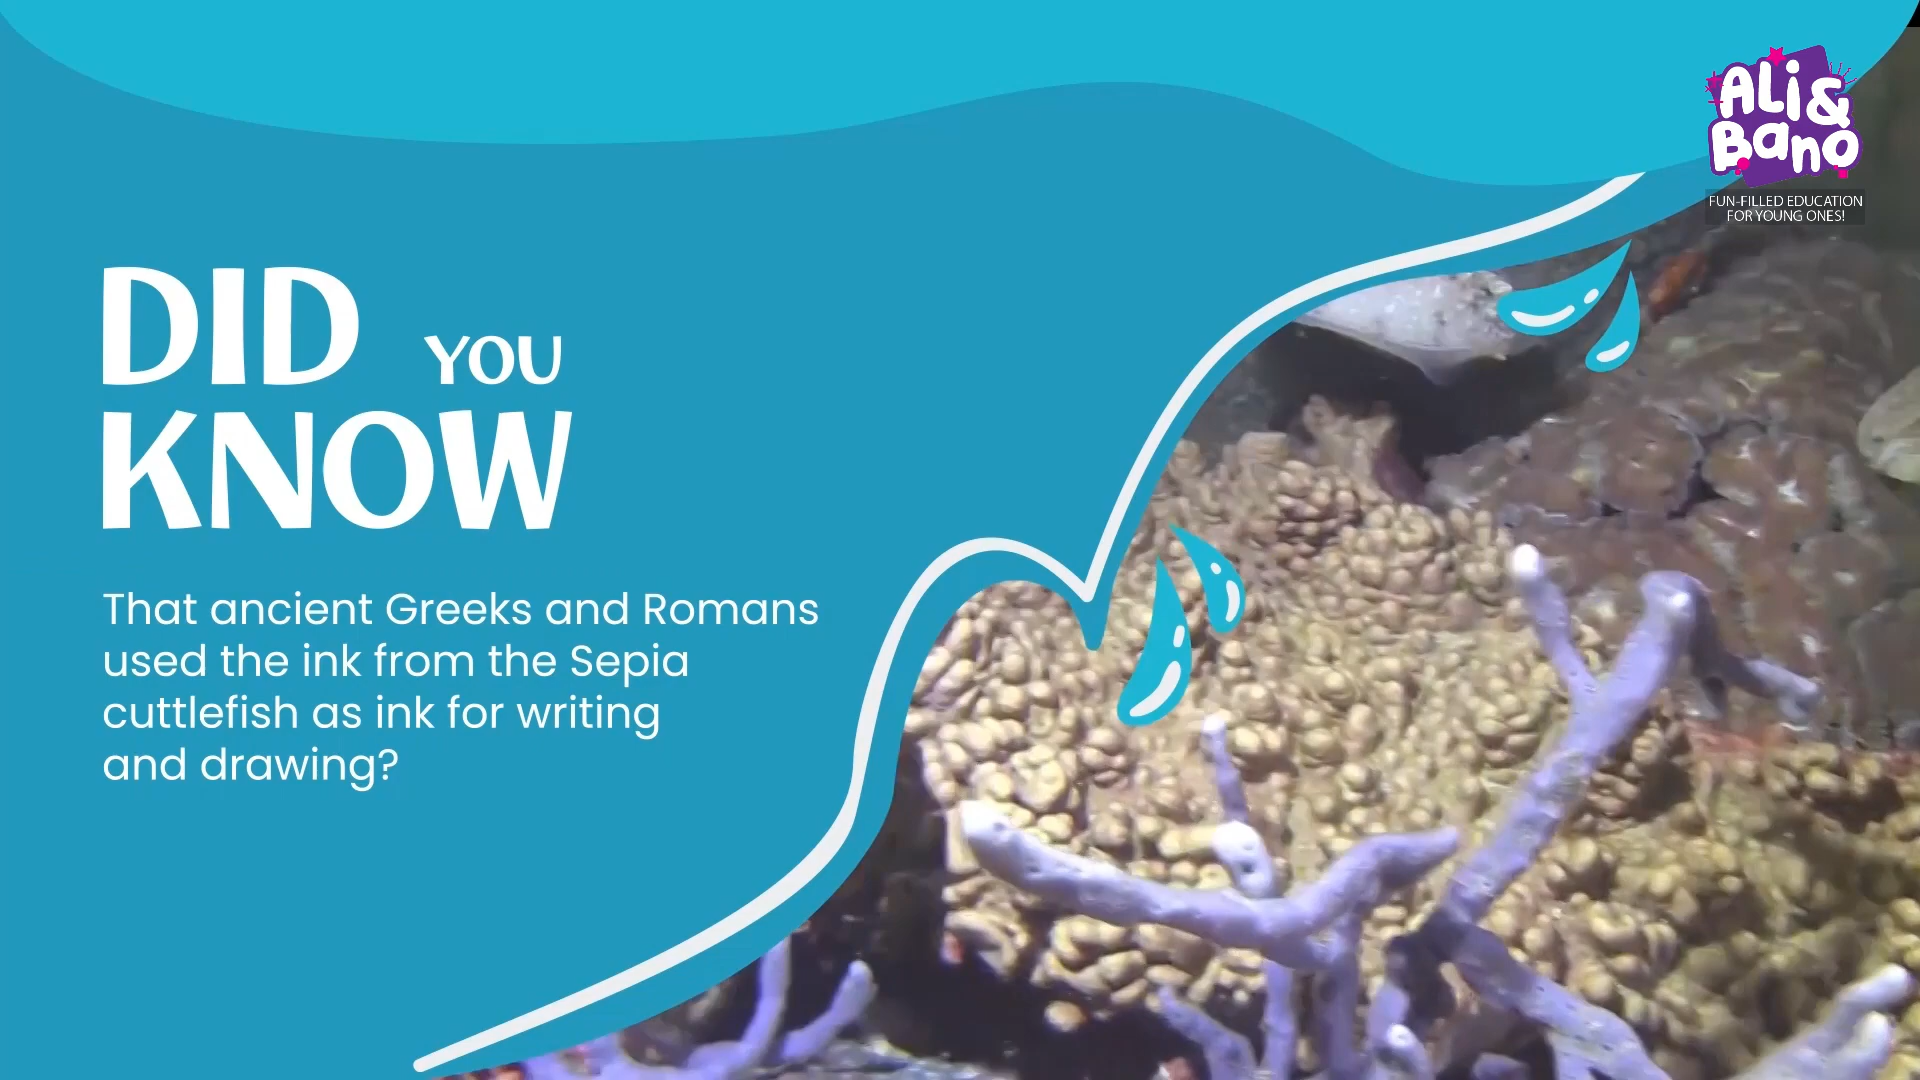 ALi&
Bano
FUN-FILLED EDUCATION
FOR YOUNG ONES!
DID YOU
KNOW
That ancient Greeks and Romans
used the ink from the Sepia
cuttlefish as ink for writing
and drawing?